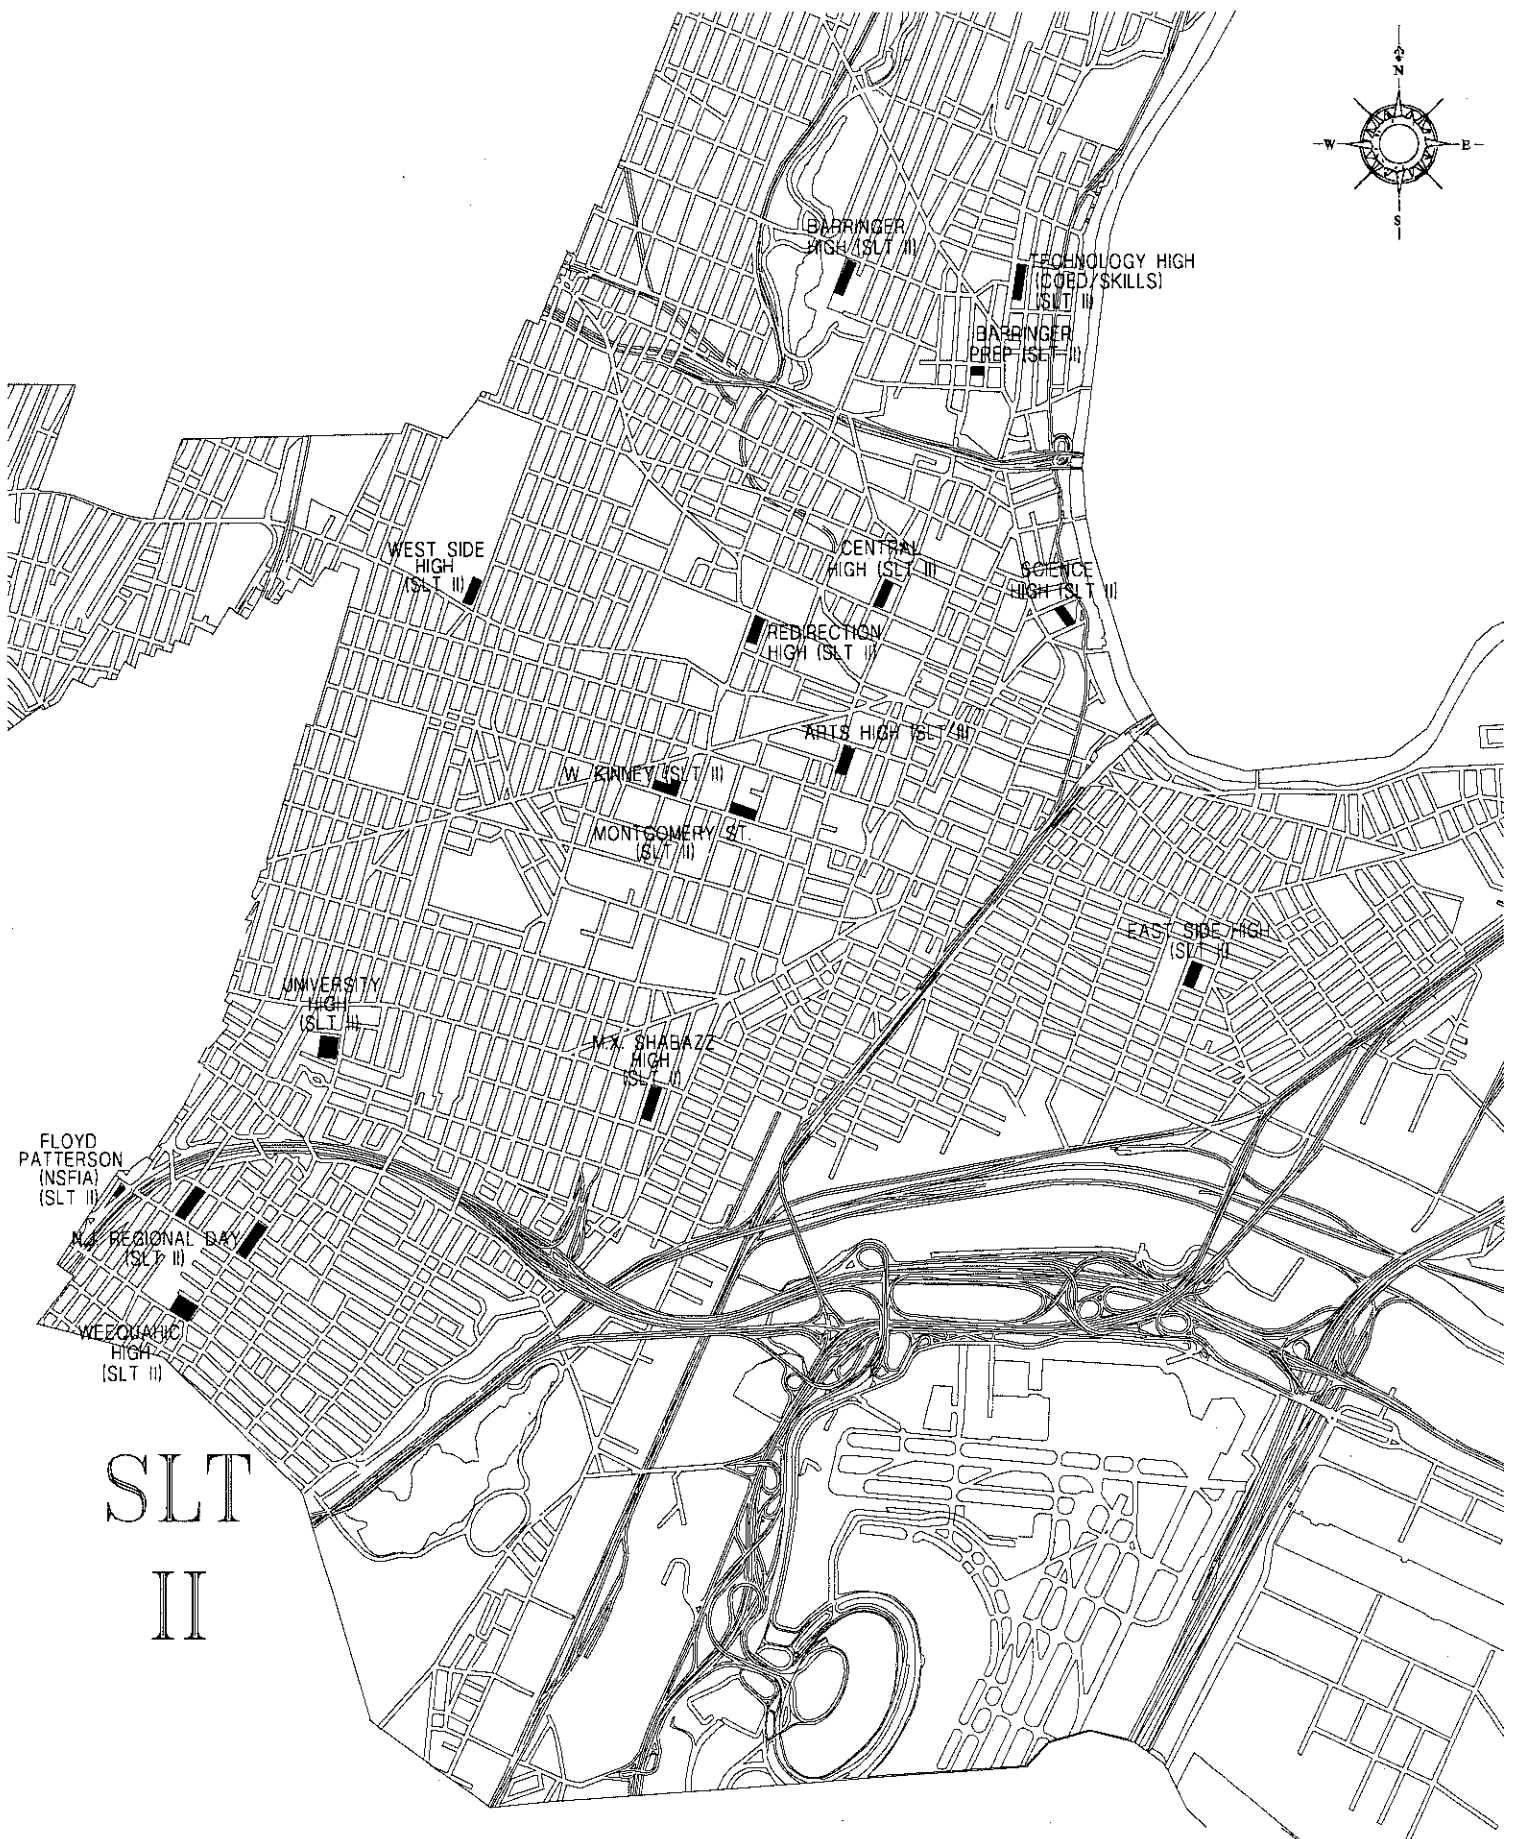 N
W
E
S
BARRINGER
HIGH (SLT II)
TECHNOLOGY HIGH
(COED/SKILLS)
(SLT II)
BARRINGER
PREP (SLT II)
WEST SIDE
HIGH
(SLT II)
CENTRAL
HIGH (SLT II)
SCIENCE
HIGH (SLT II)
REDIRECTION
HIGH (SLT II)
ARTS HIGH (SLT II)
W. KINNEY (SLT II)
MONTGOMERY ST.
(SLT II)
EAST SIDE HIGH
(SLT II)
UNIVERSITY
HIGH
(SLT II)
M.X. SHABAZZ
HIGH
(SLT II)
FLOYD
PATTERSON
(NSFIA)
(SLT II)
N.J. REGIONAL DAY
(SLT II)
WEEQUAHIC
HIGH
(SLT II)
SLT
II